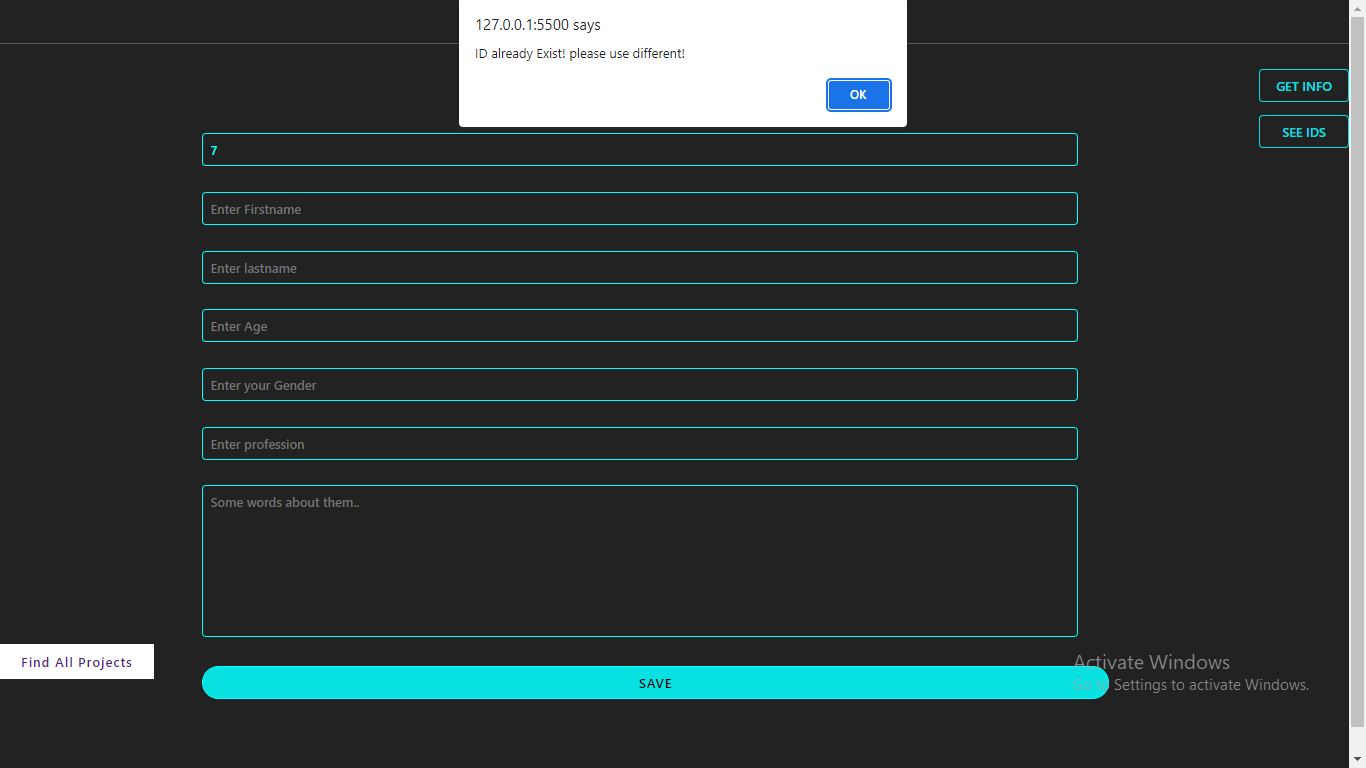 127.0.0.1:5500 says
ID already Exist! please use different!
OK
GET INFO
SEE IDS
7
Enter Firstname
Enter lastname
Enter Age
Enter your Gender
Enter profession
Some words about them..
Find All Projects
SAVE
Activate Windows
Go to Settings to activate Windows.